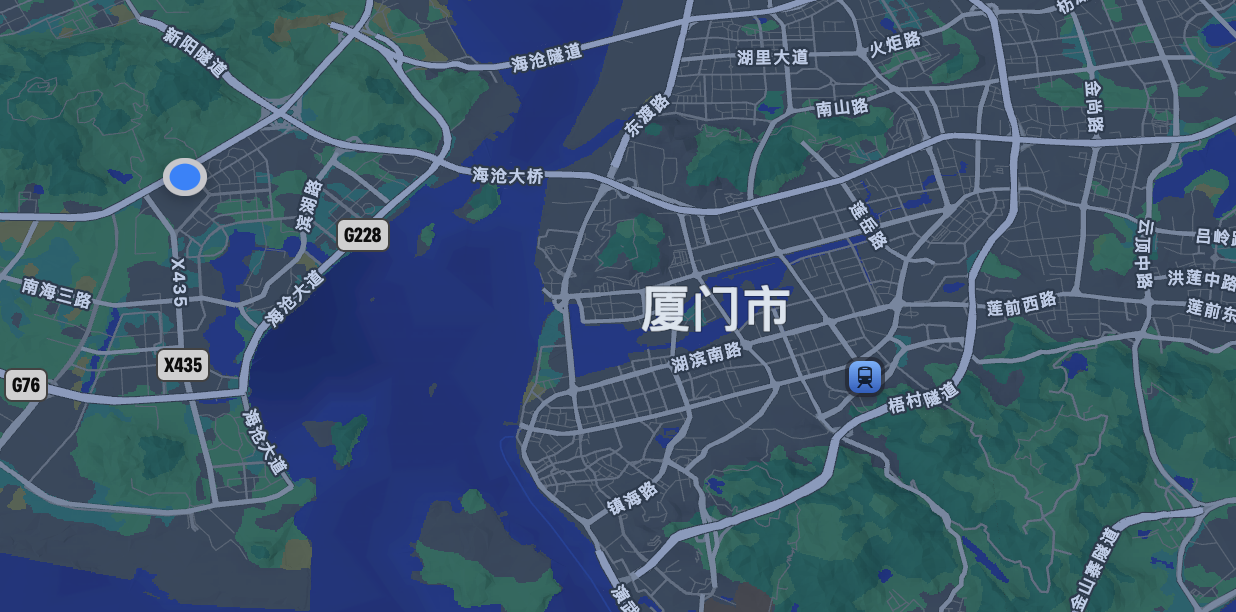 新阳隧道
海沧隧道
湖里大道
火炬路
东渡路
南山路
金尚路
海沧大桥
滨湖路
G228
莲岳路
云顶中路
吕岭路
X435
南海三路
海沧大道
厦门市
洪莲中路
莲前西路
莲前东
湖滨南路
X435
G76
梧村隧道
海沧大道
镇海路
演武